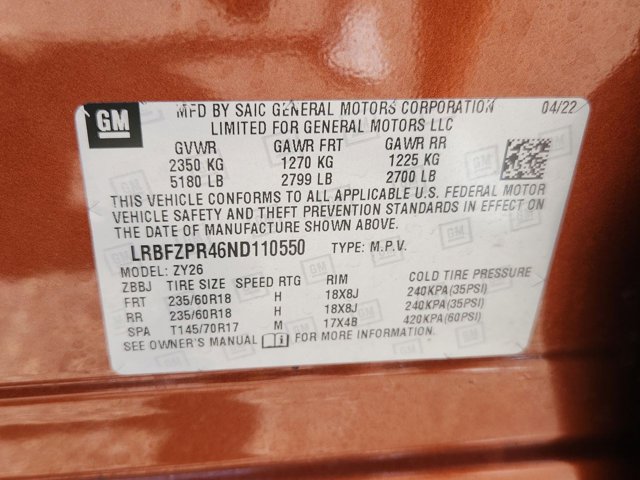 GM MFD BY SAIC GENERAL MOTORS CORPORATION 04/22
LIMITED FOR GENERAL MOTORS LLC
GVWR GAWR FRT GAWR RR
2350 KG 1270 KG 1225 KG
5180 LB 2799 LB 2700 LB
THIS VEHICLE CONFORMS TO ALL APPLICABLE U.S. FEDERAL MOTOR
VEHICLE SAFETY AND THEFT PREVENTION STANDARDS IN EFFECT ON
THE DATE OF MANUFACTURE SHOWN ABOVE.
LRBFZPR46ND110550 TYPE: M.P.V.
MODEL: ZY26
ZBBJ TIRE SIZE SPEED RTG RIM COLD TIRE PRESSURE
FRT 235/60R18 H 18X8J 240KPA(35PSI)
RR 235/60R18 H 18X8J 240KPA(35PSI)
SPA T145/70R17 M 17X4B 420KPA(60PSI)
SEE OWNER'S MANUAL FOR MORE INFORMATION.